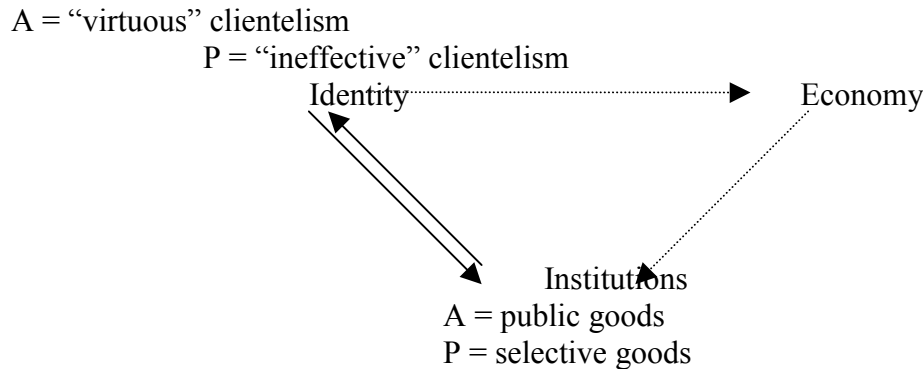 A = “virtuous” clientelism
P = “ineffective” clientelism
Identity Economy
Institutions
A = public goods
P = selective goods